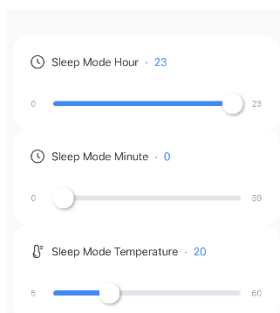 Sleep Mode Hour · 23
0 23
Sleep Mode Minute · 0
0 59
Sleep Mode Temperature · 20
5 60